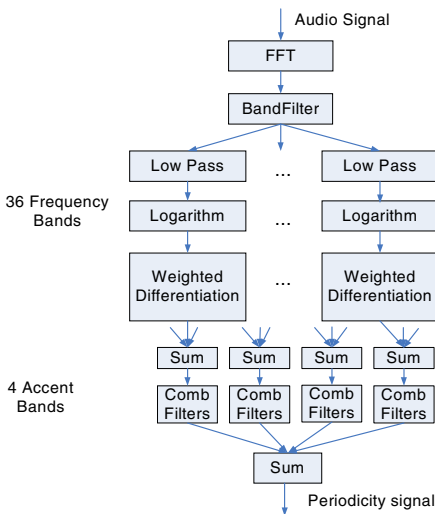 Audio Signal
FFT
BandFilter
Low Pass ... Low Pass
36 Frequency
Bands
Logarithm ... Logarithm
Weighted
Differentiation
...
Weighted
Differentiation
Sum Sum Sum Sum
4 Accent
Bands
Comb
Filters
Comb
Filters
Comb
Filters
Comb
Filters
Sum
Periodicity signal